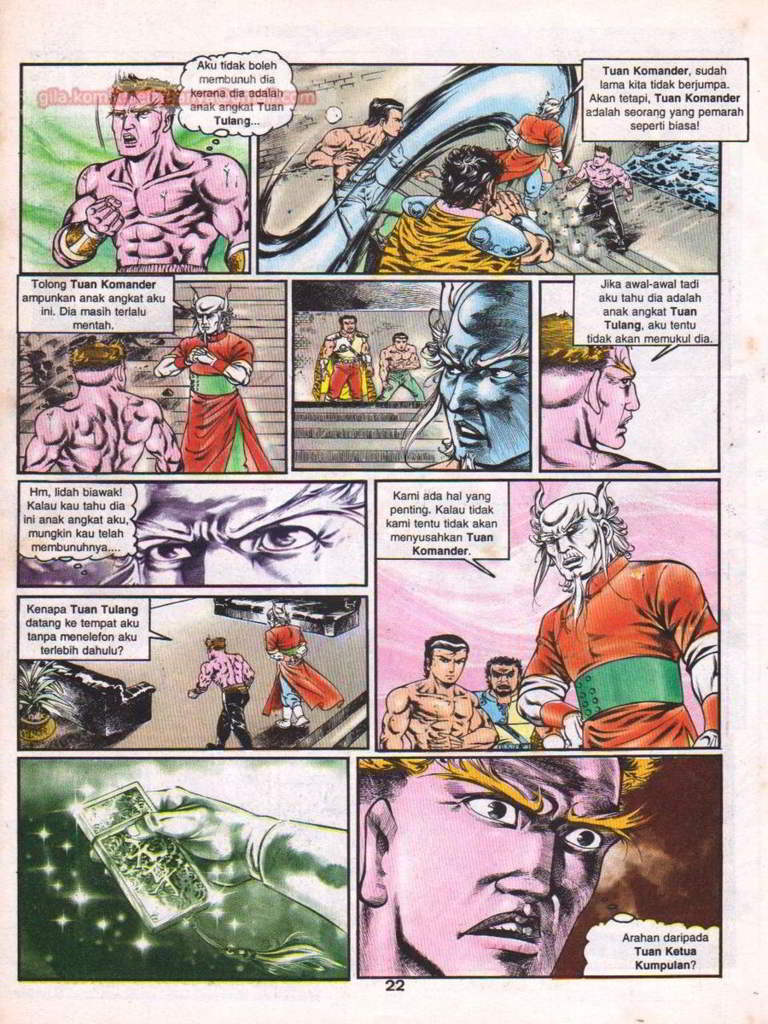 Aku tidak boleh
membunuh dia
kerana dia adalah
anak angkat Tuan
Tulang...
Tuan Komander, sudah
lama kita tidak berjumpa.
Akan tetapi, Tuan Komander
adalah seorang yang pemarah
seperti biasa!
Tolong Tuan Komander
ampunkan anak angkat aku
ini. Dia masih terlalu
mentah.
Jika awal-awal tadi
aku tahu dia adalah
anak angkat Tuan
Tulang, aku tentu
tidak akan memukul dia.
Hm, lidah biawak!
Kalau kau tahu dia
ini anak angkat aku,
mungkin kau telah
membunuhnya....
Kami ada hal yang
penting. Kalau tidak
kami tentu tidak akan
menyusahkan Tuan
Komander.
Kenapa Tuan Tulang
datang ke tempat aku
tanpa menelefon aku
terlebih dahulu?
Arahan daripada
Tuan Ketua
Kumpulan?
22